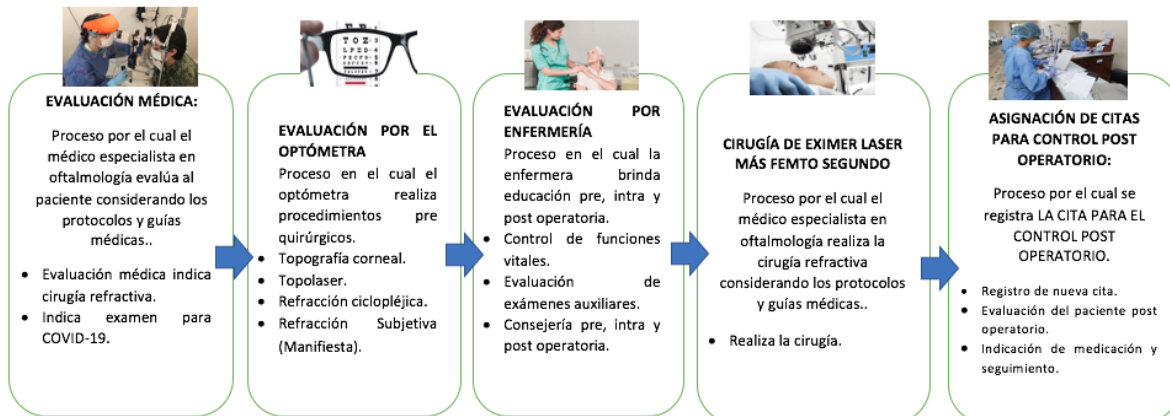 EVALUACIÓN MÉDICA:
Proceso por el cual el
médico especialista en
oftalmología evalúa al
paciente considerando los
protocolos y guías
médicas..
• Evaluación médica indica
cirugía refractiva.
• Indica examen para
COVID-19.
EVALUACIÓN POR EL
OPTÓMETRA
Proceso en el cual el
optómetra realiza
procedimientos pre
quirúrgicos.
• Topografía corneal.
• Topolaser.
• Refracción ciclopléjica.
• Refracción Subjetiva
(Manifiesta).
EVALUACIÓN POR
ENFERMERÍA
Proceso en el cual la
enfermera brinda
educación pre, intra y
post operatoria.
• Control de funciones
vitales.
• Evaluación de
exámenes auxiliares.
• Consejería pre, intra y
post operatoria.
CIRUGÍA DE EXIMER LASER
MÁS FEMTO SEGUNDO
Proceso por el cual el
médico especialista en
oftalmología realiza la
cirugía refractiva
considerando los protocolos
y guías médicas..
• Realiza la cirugía.
ASIGNACIÓN DE CITAS
PARA CONTROL POST
OPERATORIO:
Proceso por el cual se
registra LA CITA PARA EL
CONTROL POST
OPERATORIO.
• Registro de nueva cita.
• Evaluación del paciente post
operatorio.
• Indicación de medicación y
seguimiento.